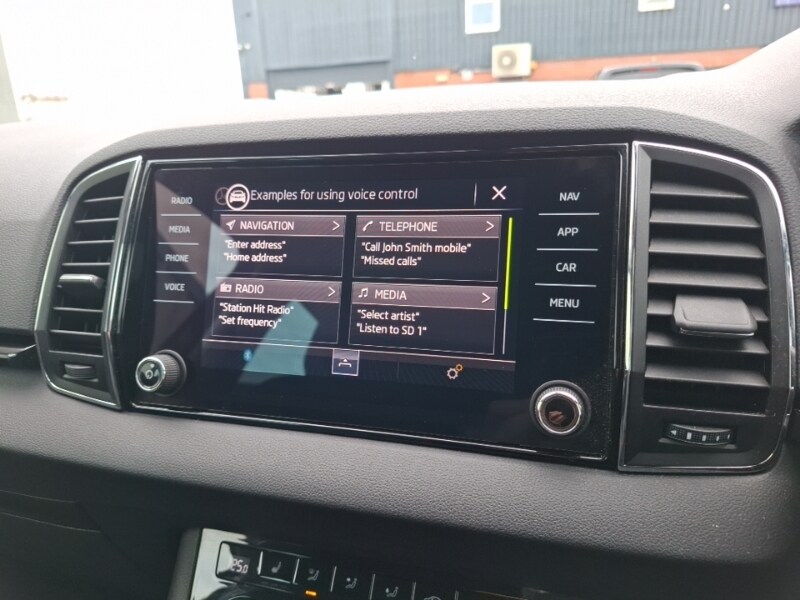 RADIO
MEDIA
PHONE
VOICE
Examples for using voice control X
NAVIGATION >
"Enter address"
"Home address"
TELEPHONE >
"Call John Smith mobile"
"Missed calls"
RADIO >
"Station Hit Radio"
"Set frequency"
MEDIA >
"Select artist"
"Listen to SD 1"
NAV
APP
CAR
MENU
25.0